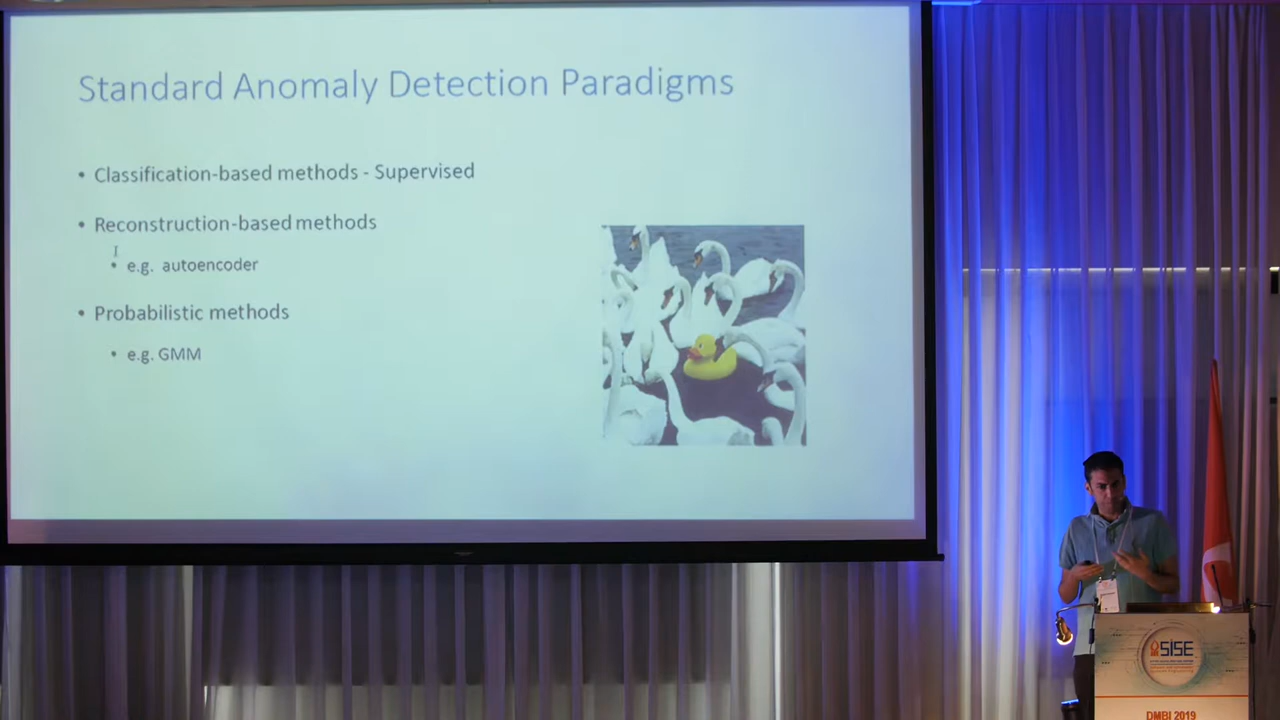 Standard Anomaly Detection Paradigms
• Classification-based methods - Supervised
• Reconstruction-based methods
• e.g. autoencoder
• Probabilistic methods
• e.g. GMM
SISE
DMBI 2019